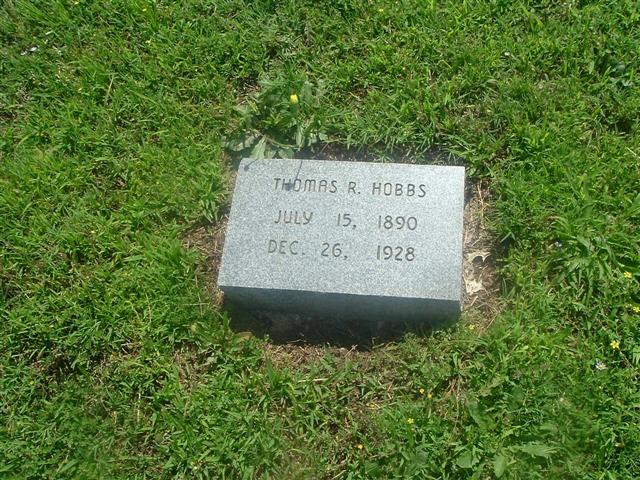 THOMAS R. HOBBS
JULY 15, 1890
DEC. 26, 1928